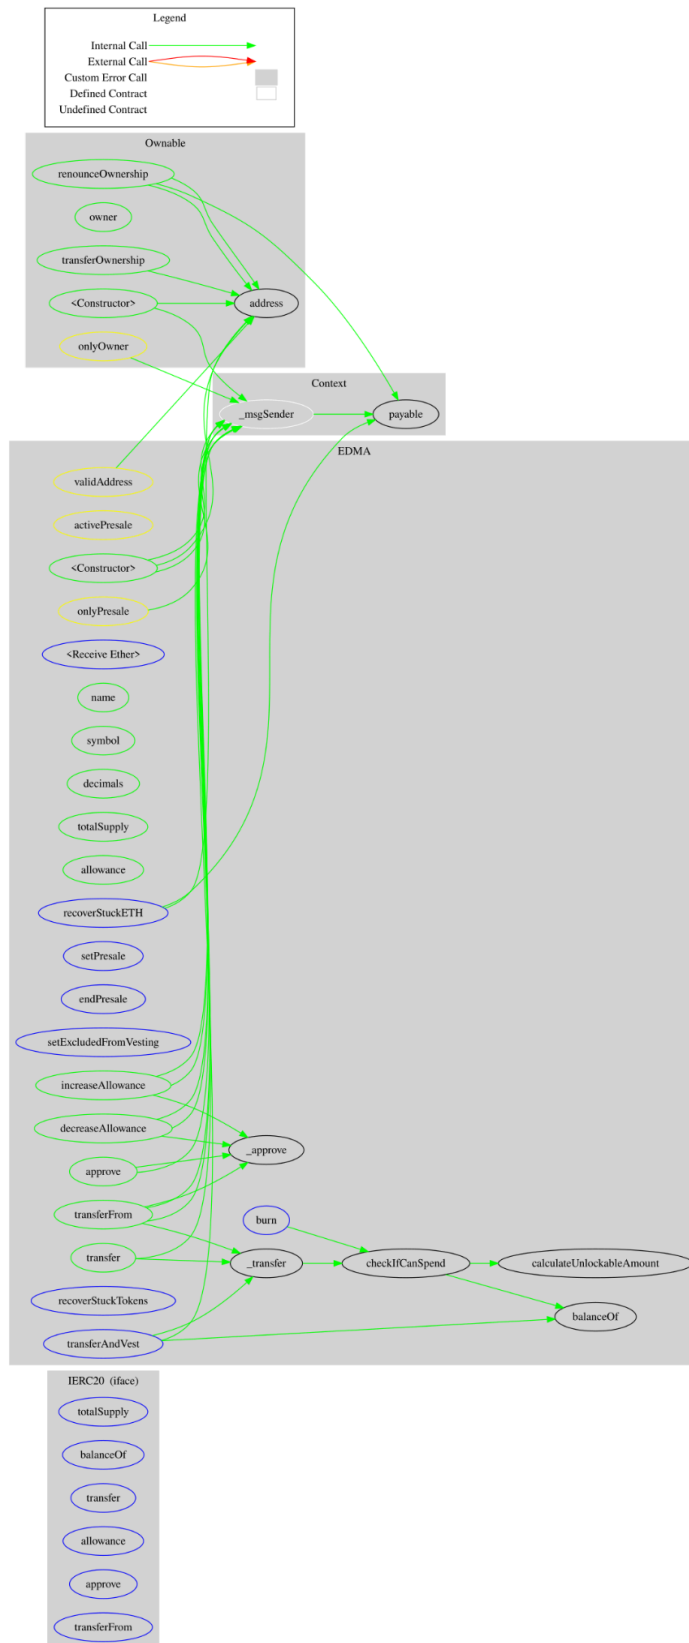 Legend
Internal Call
External Call
Custom Error Call
Defined Contract
Undefined Contract
Ownable
renounceOwnership
owner
transferOwnership
<Constructor>
address
onlyOwner
Context
_msgSender
payable
EDMA
validAddress
activePresale
<Constructor>
onlyPresale
<Receive Ether>
name
symbol
decimals
totalSupply
allowance
recoverStuckETH
setPresale
endPresale
setExcludedFromVesting
increaseAllowance
decreaseAllowance
_approve
approve
transferFrom
burn
transfer
_transfer
checkIfCanSpend
calculateUnlockableAmount
recoverStuckTokens
balanceOf
transferAndVest
IERC20 (iface)
totalSupply
balanceOf
transfer
allowance
approve
transferFrom